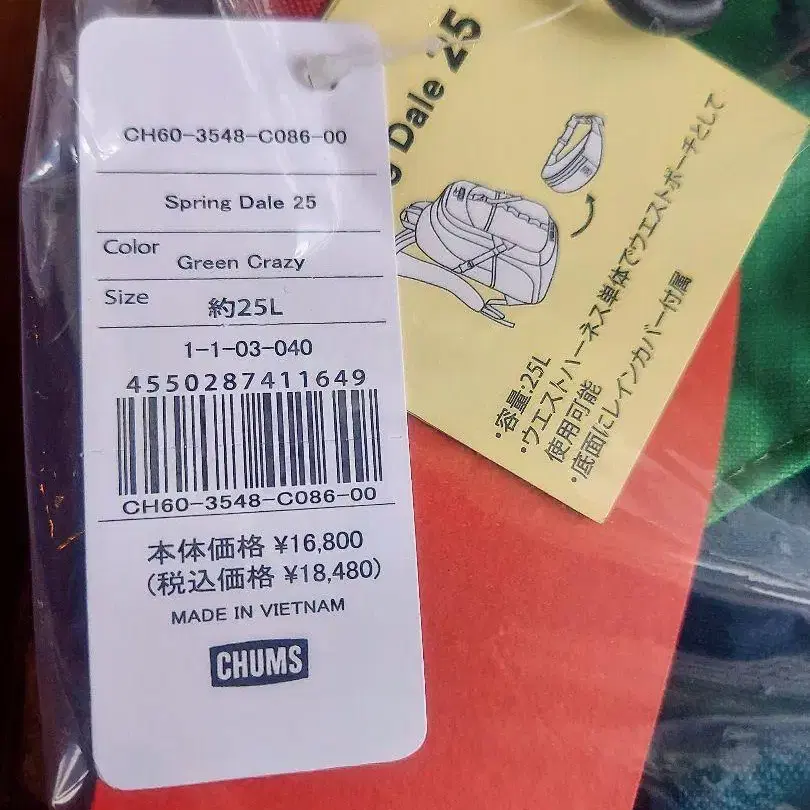 CH60-3548-C086-00
Spring Dale 25
Color
Green Crazy
Size
約25L
1-1-03-040
4550287411649
CH60-3548-C086-00
本体価格 ¥16,800
(税込価格 ¥18,480)
MADE IN VIETNAM
CHUMS
Dale 25
・容量:25L
・ウエストハーネス単体でウエストポーチとして
使用可能
・底面にレインカバー付属